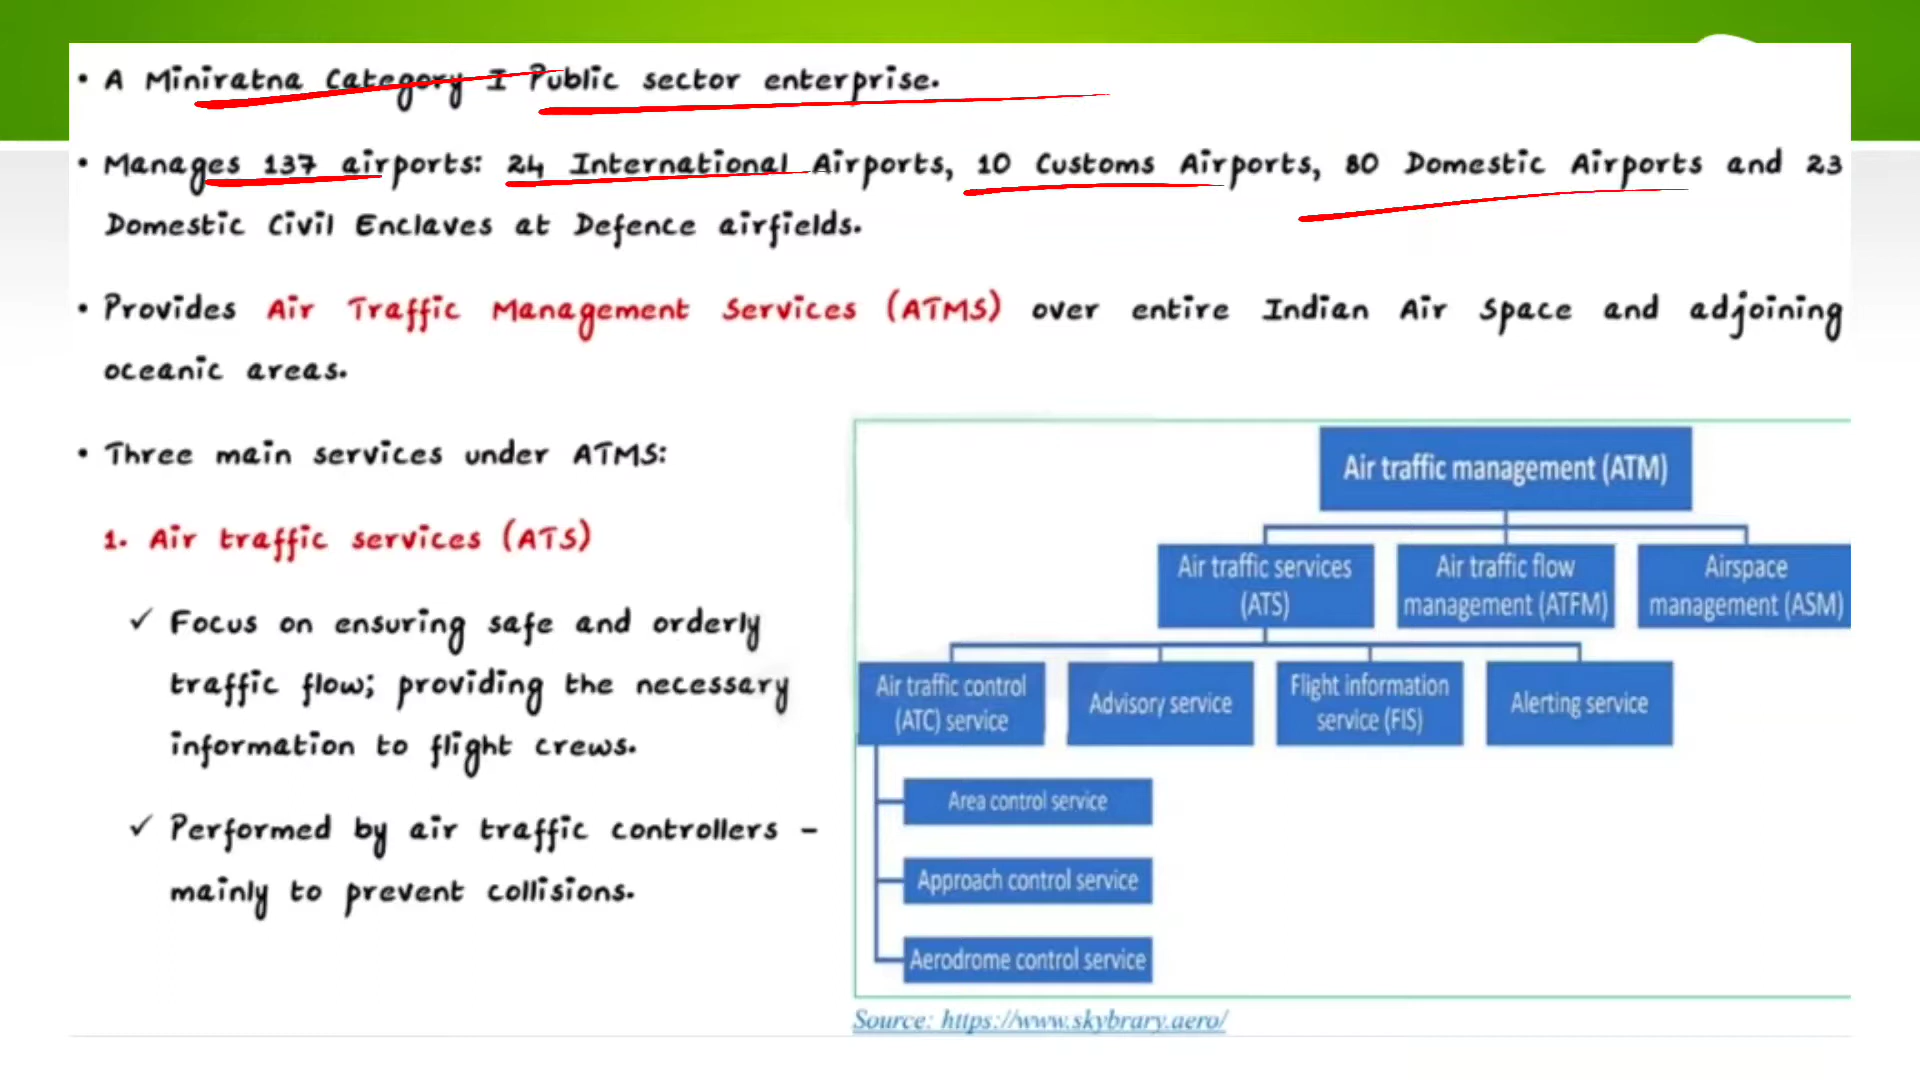 • A Miniratna Category I Public sector enterprise.
• Manages 137 airports: 24 International Airports, 10 Customs Airports, 80 Domestic Airports and 23
Domestic Civil Enclaves at Defence airfields.
• Provides Air Traffic Management Services (ATMS) over entire Indian Air Space and adjoining
oceanic areas.
• Three main services under ATMS:
1. Air traffic services (ATS)
✓ Focus on ensuring safe and orderly
traffic flow; providing the necessary
information to flight crews.
✓ Performed by air traffic controllers -
mainly to prevent collisions.
Air traffic management (ATM)
Air traffic services
(ATS)
Air traffic flow
management (ATFM)
Airspace
management (ASM)
Air traffic control
(ATC) service
Advisory service
Flight information
service (FIS)
Alerting service
Area control service
Approach control service
Aerodrome control service
Source: https://www.skybrary.aero/